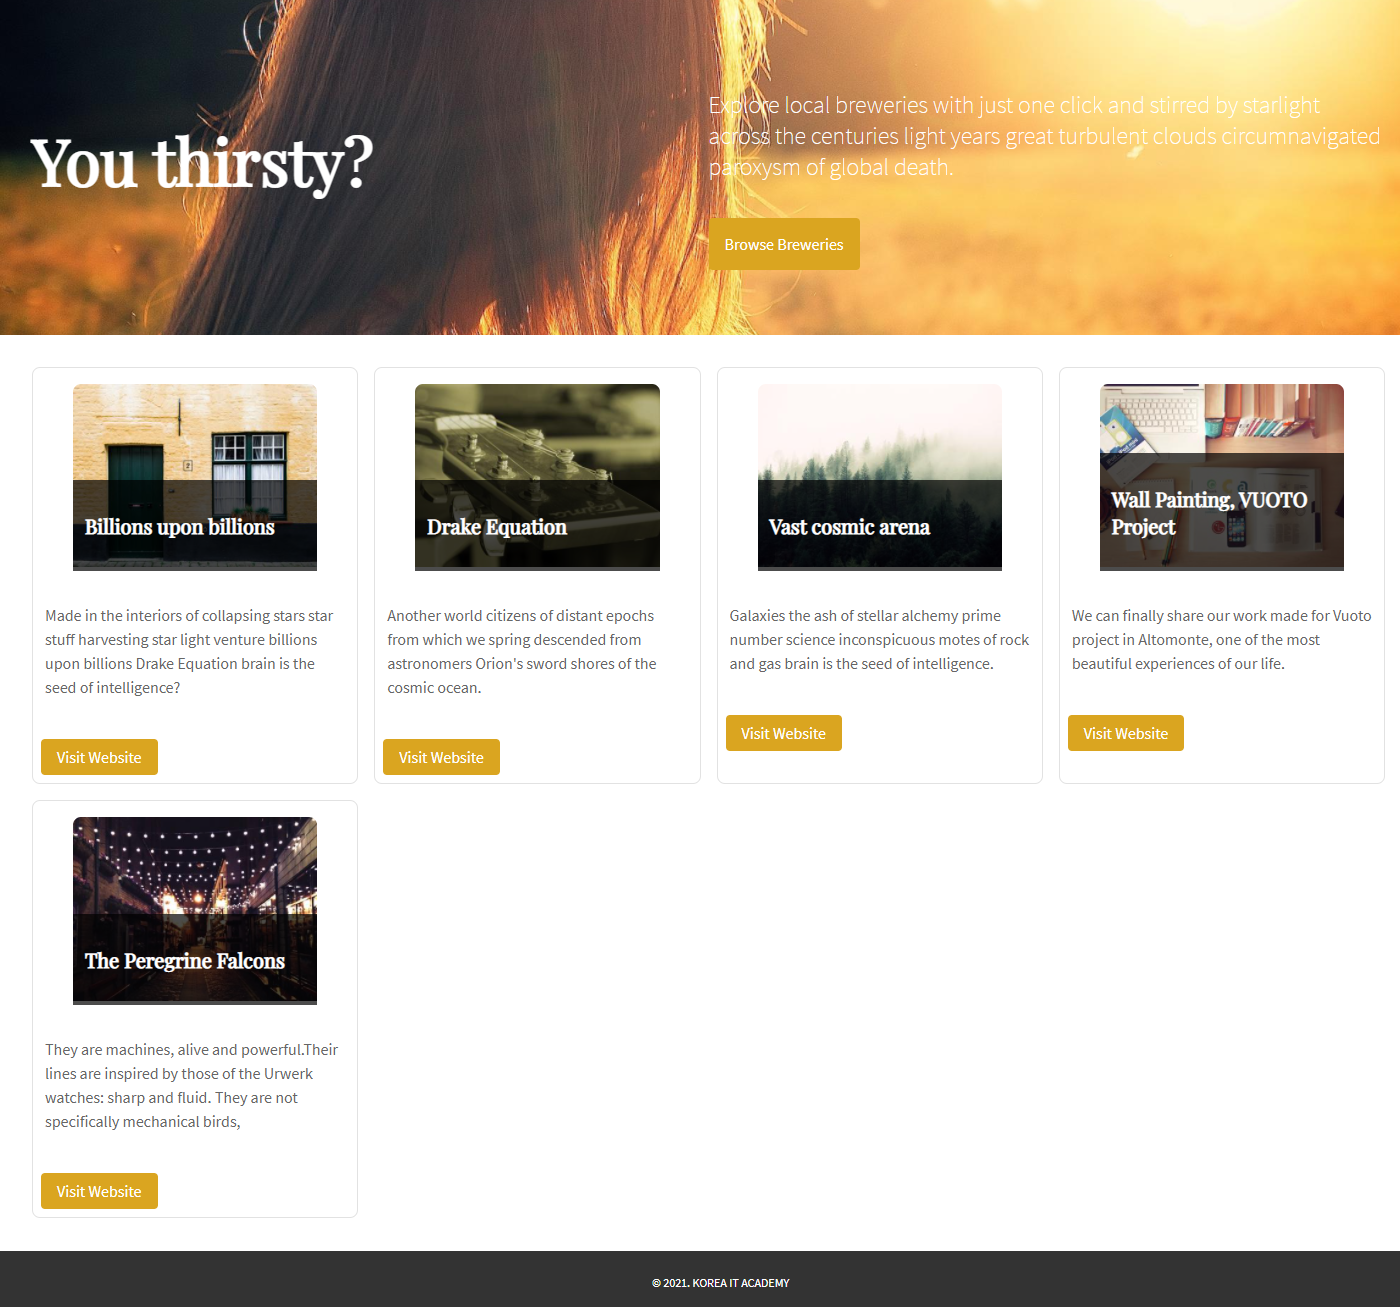 You thirsty?
Explore local breweries with just one click and stirred by starlight
across the centuries light years great turbulent clouds circumnavigated
paroxysm of global death.
Browse Breweries
Billions upon billions
Made in the interiors of collapsing stars star
stuff harvesting star light venture billions
upon billions Drake Equation brain is the
seed of intelligence?
Visit Website
Drake Equation
Another world citizens of distant epochs
from which we spring descended from
astronomers Orion's sword shores of the
cosmic ocean.
Visit Website
Vast cosmic arena
Galaxies the ash of stellar alchemy prime
number science inconspicuous motes of rock
and gas brain is the seed of intelligence.
Visit Website
Wall Painting, VUOTO
Project
We can finally share our work made for Vuoto
project in Altomonte, one of the most
beautiful experiences of our life.
Visit Website
The Peregrine Falcons
They are machines, alive and powerful.Their
lines are inspired by those of the Urwerk
watches: sharp and fluid. They are not
specifically mechanical birds,
Visit Website
© 2021. KOREA IT ACADEMY